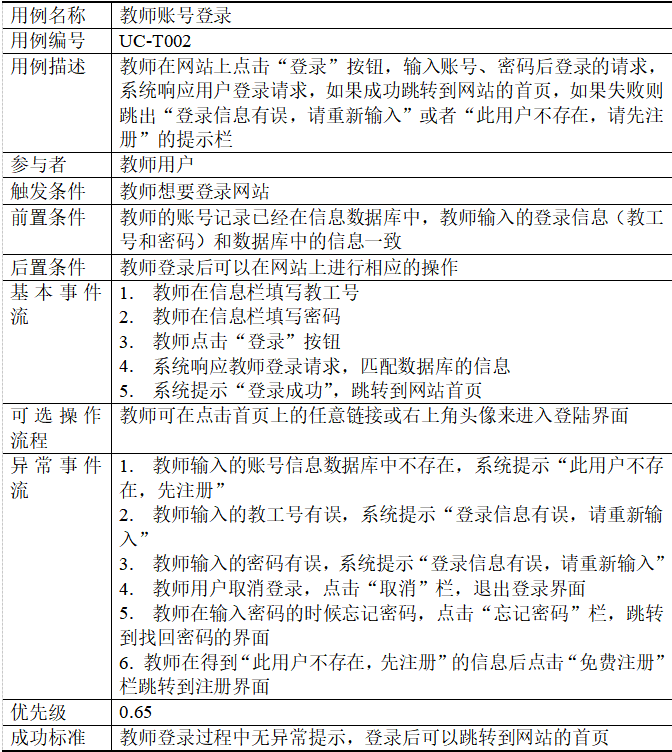 用例名称 教师账号登录
用例编号 UC-T002
用例描述 教师在网站上点击“登录”按钮，输入账号、密码后登录的请求，
系统响应用户登录请求，如果成功跳转到网站的首页，如果失败则
跳出“登录信息有误，请重新输入”或者“此用户不存在，请先注
册”的提示栏
参与者 教师用户
触发条件 教师想要登录网站
前置条件 教师的账号记录已经在信息数据库中，教师输入的登录信息（教工
号和密码）和数据库中的信息一致
后置条件 教师登录后可以在网站上进行相应的操作
基本事件 1. 教师在信息栏填写教工号
流 2. 教师在信息栏填写密码
3. 教师点击“登录”按钮
4. 系统响应教师登录请求，匹配数据库的信息
5. 系统提示“登录成功”，跳转到网站首页
可选操作 教师可在点击首页上的任意链接或右上角头像来进入登陆界面
流程
异常事件 1. 教师输入的账号信息数据库中不存在，系统提示“此用户不存
流 在，先注册”
2. 教师输入的教工号有误，系统提示“登录信息有误，请重新输
入”
3. 教师输入的密码有误，系统提示“登录信息有误，请重新输入”
4. 教师用户取消登录，点击“取消”栏，退出登录界面
5. 教师在输入密码的时候忘记密码，点击“忘记密码”栏，跳转
到找回密码的界面
6. 教师在得到“此用户不存在，先注册”的信息后点击“免费注册”
栏跳转到注册界面
优先级 0.65
成功标准 教师登录过程中无异常提示，登录后可以跳转到网站的首页